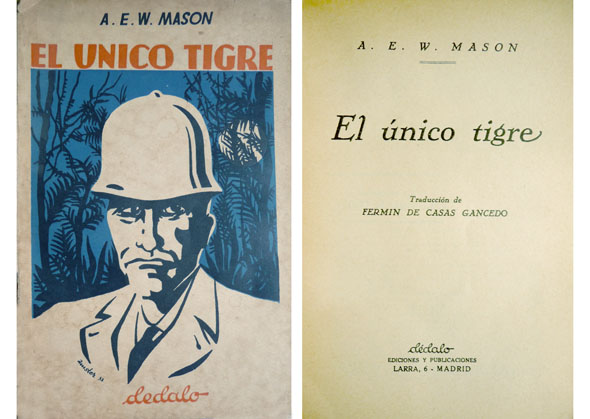 A. E. W. MASON
EL UNICO TIGRE
dedalo
A. E. W. MASON
El único tigre
Traducción de
FERMIN DE CASAS GANCEDO
dédalo
EDICIONES Y PUBLICACIONES
LARRA, 6 - MADRID